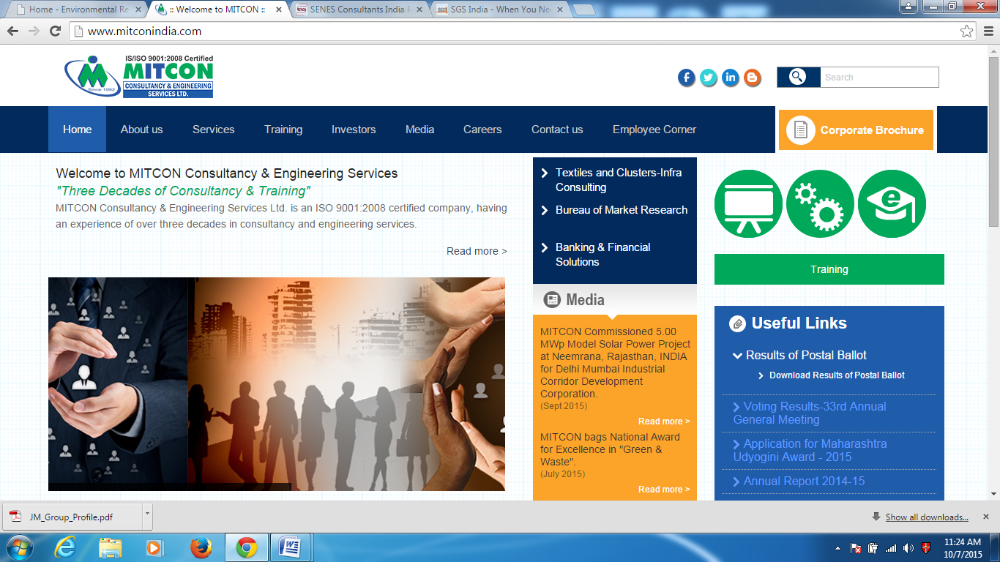 Home - Environmental Re
:: Welcome to MITCON ::
SENES Consultants India P
SGS India - When You Ne
www.mitconindia.com
IS/ISO 9001:2008 Certified
MITCON
CONSULTANCY & ENGINEERING
SERVICES LTD.
Since 1982
Search
Home
About us
Services
Training
Investors
Media
Careers
Contact us
Employee Corner
Corporate Brochure
Welcome to MITCON Consultancy & Engineering Services
"Three Decades of Consultancy & Training"
MITCON Consultancy & Engineering Services Ltd. is an ISO 9001:2008 certified company, having
an experience of over three decades in consultancy and engineering services.
Read more >
Textiles and Clusters-Infra
Consulting
Bureau of Market Research
Banking & Financial
Solutions
Media
MITCON Commissioned 5.00
MWp Model Solar Power Project
at Neemrana, Rajasthan, INDIA
for Delhi Mumbai Industrial
Corridor Development
Corporation.
(Sept 2015)
Read more >
MITCON bags National Award
for Excellence in "Green &
Waste".
(July 2015)
Read more >
e
Training
Useful Links
Results of Postal Ballot
Download Results of Postal Ballot
Voting Results-33rd Annual
General Meeting
Application for Maharashtra
Udyogini Award - 2015
Annual Report 2014-15
JM_Group_Profile.pdf
Show all downloads...
11:24 AM
10/7/2015